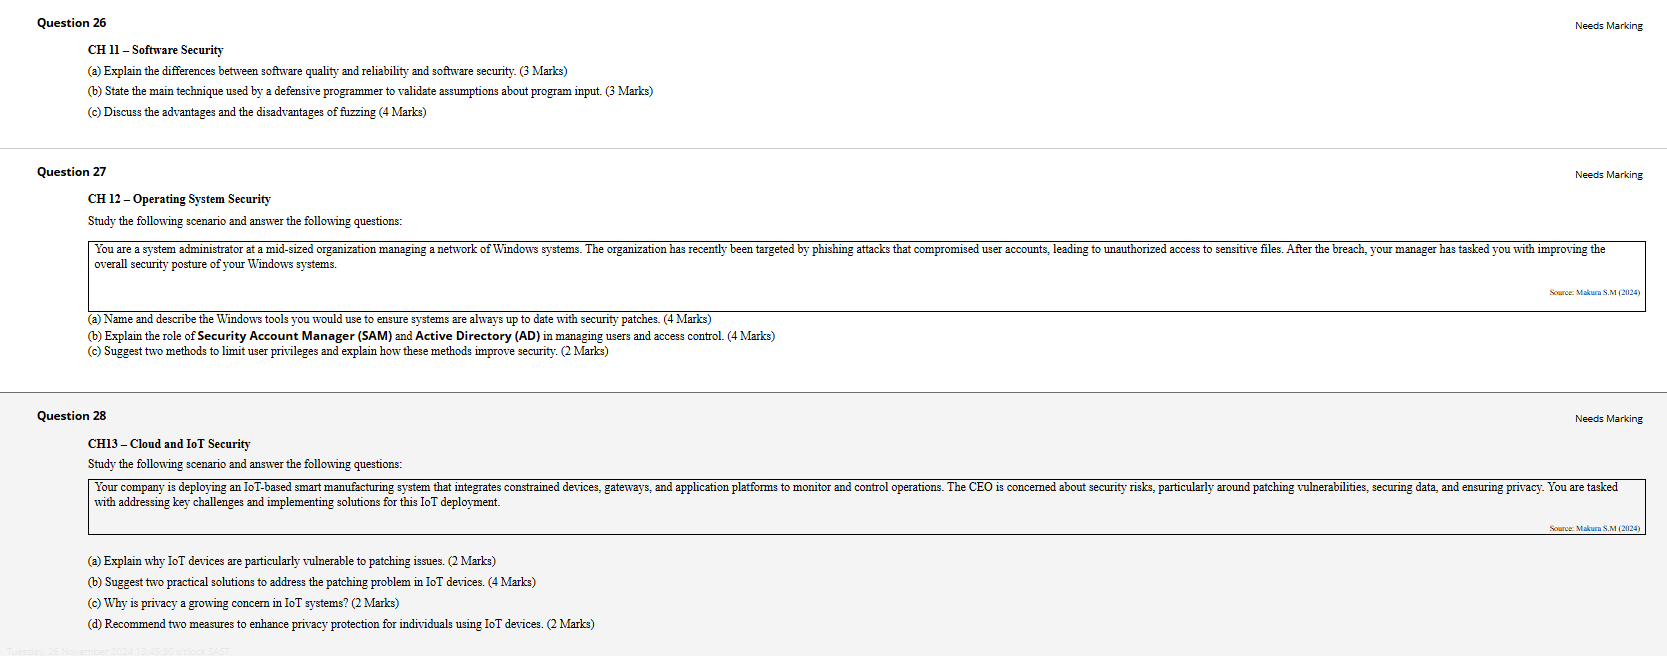 Question 26
Needs Marking
CH 11 – Software Security
(a) Explain the differences between software quality and reliability and software security. (3 Marks)
(b) State the main technique used by a defensive programmer to validate assumptions about program input. (3 Marks)
(c) Discuss the advantages and the disadvantages of fuzzing (4 Marks)
Question 27
Needs Marking
CH 12 – Operating System Security
Study the following scenario and answer the following questions:
You are a system administrator at a mid-sized organization managing a network of Windows systems. The organization has recently been targeted by phishing attacks that compromised user accounts, leading to unauthorized access to sensitive files. After the breach, your manager has tasked you with improving the
overall security posture of your Windows systems.
Source: Makura S.M (2024)
(a) Name and describe the Windows tools you would use to ensure systems are always up to date with security patches. (4 Marks)
(b) Explain the role of Security Account Manager (SAM) and Active Directory (AD) in managing users and access control. (4 Marks)
(c) Suggest two methods to limit user privileges and explain how these methods improve security. (2 Marks)
Question 28
Needs Marking
CH13 – Cloud and IoT Security
Study the following scenario and answer the following questions:
Your company is deploying an IoT-based smart manufacturing system that integrates constrained devices, gateways, and application platforms to monitor and control operations. The CEO is concerned about security risks, particularly around patching vulnerabilities, securing data, and ensuring privacy. You are tasked
with addressing key challenges and implementing solutions for this IoT deployment.
Source: Makura S.M (2024)
(a) Explain why IoT devices are particularly vulnerable to patching issues. (2 Marks)
(b) Suggest two practical solutions to address the patching problem in IoT devices. (4 Marks)
(c) Why is privacy a growing concern in IoT systems? (2 Marks)
(d) Recommend two measures to enhance privacy protection for individuals using IoT devices. (2 Marks)
Tuesday, 26 November 2024 o'clock SAST